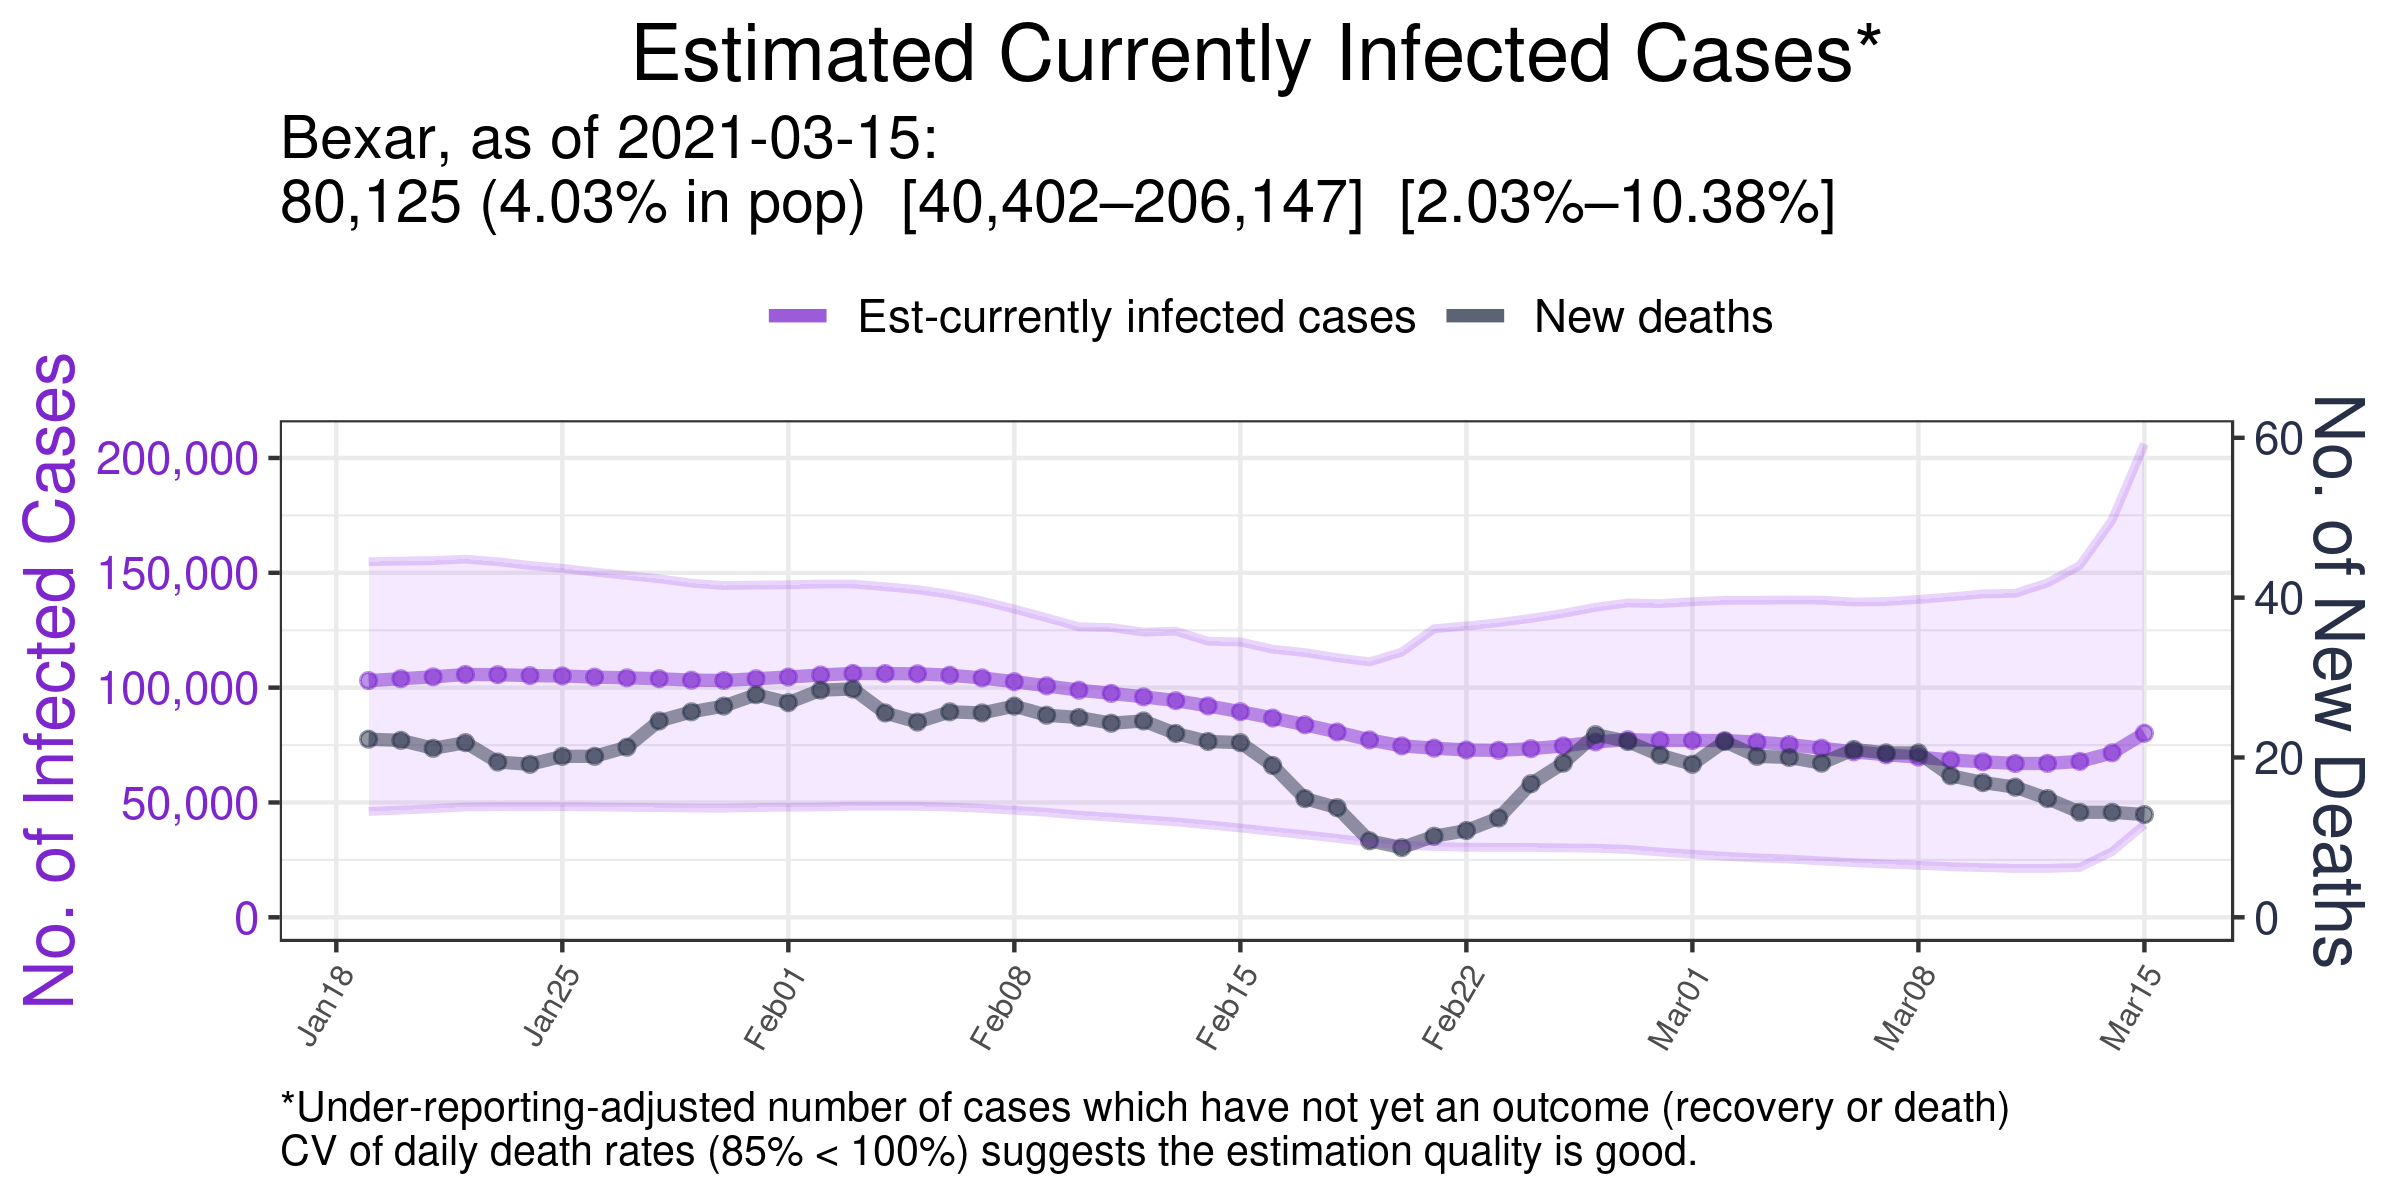 Estimated Currently Infected Cases*
Bexar, as of 2021-03-15:
80,125 (4.03% in pop)  [40,402–206,147]  [2.03%–10.38%]
Est-currently infected cases
New deaths
No. of Infected Cases
200,000
150,000
100,000
50,000
0
60
40
20
0
No. of New Deaths
Jan18
Jan25
Feb01
Feb08
Feb15
Feb22
Mar01
Mar08
Mar15
*Under-reporting-adjusted number of cases which have not yet an outcome (recovery or death)
CV of daily death rates (85% < 100%) suggests the estimation quality is good.